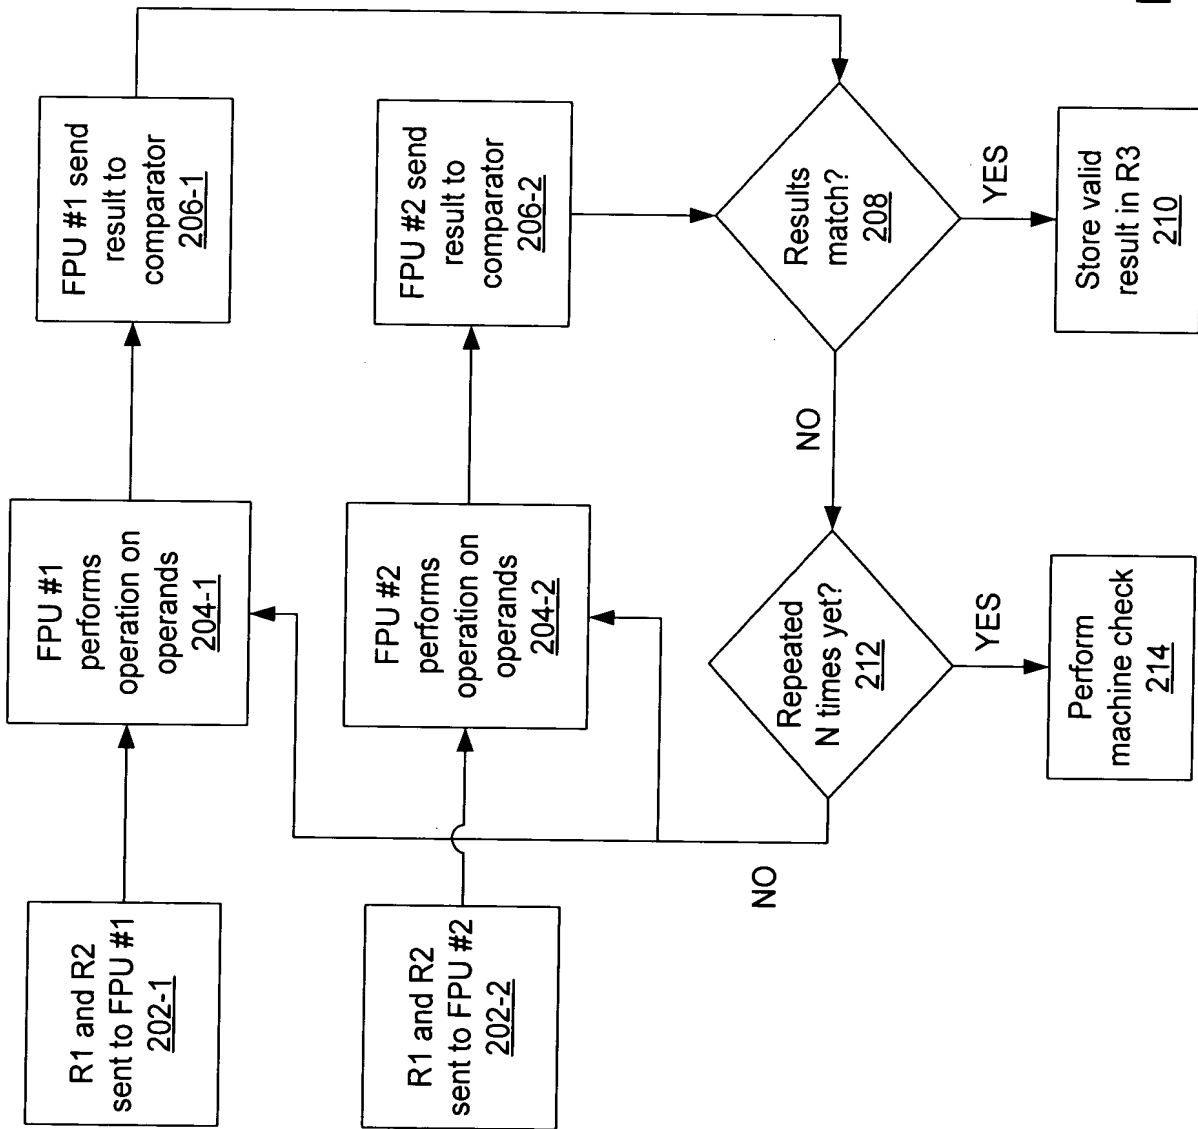 R1 and R2
sent to FPU #1
202-1
FPU #1
performs
operation on
operands
204-1
FPU #1 send
result to
comparator
206-1
R1 and R2
sent to FPU #2
202-2
FPU #2
performs
operation on
operands
204-2
FPU #2 send
result to
comparator
206-2
NO
Repeated
N times yet?
212
NO
Results
match?
208
YES
YES
Perform
machine check
214
Store valid
result in R3
210